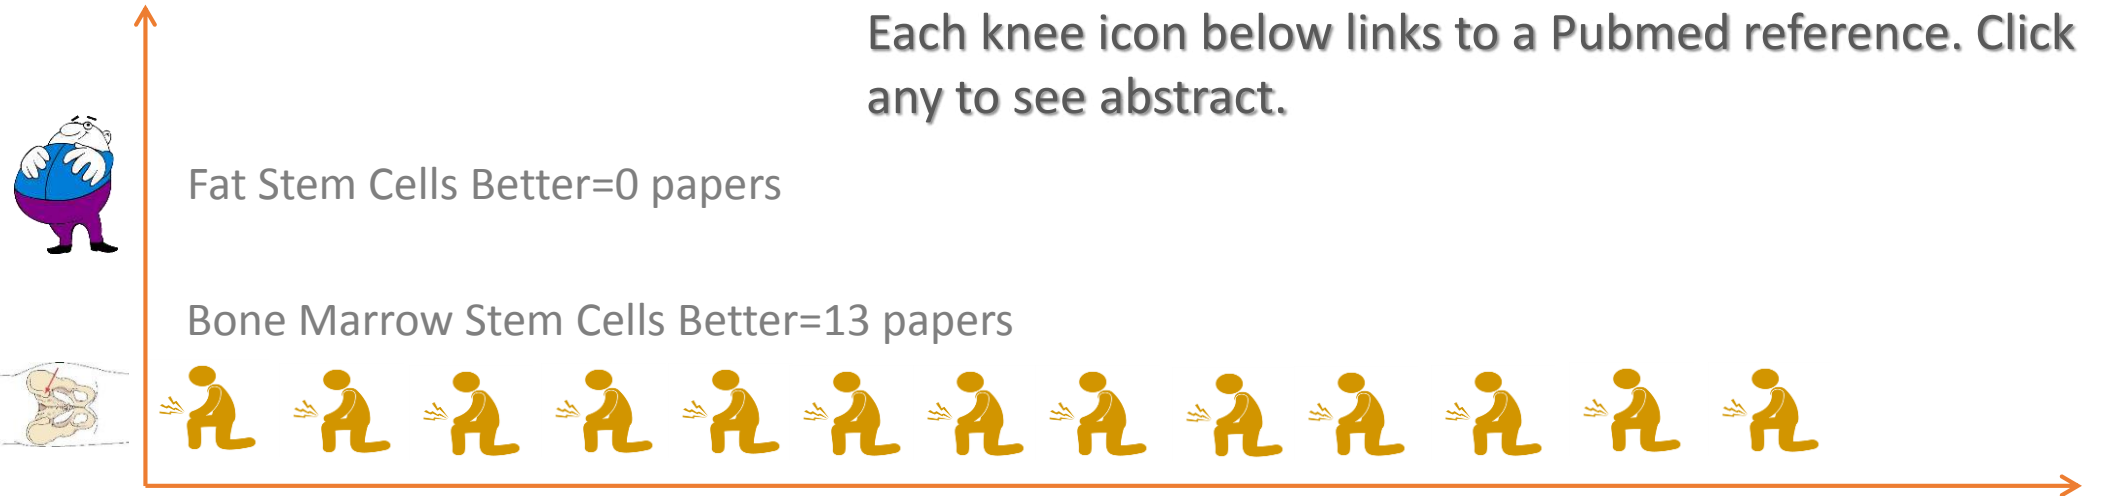 Each knee icon below links to a Pubmed reference. Click
any to see abstract.
Fat Stem Cells Better=0 papers
Bone Marrow Stem Cells Better=13 papers